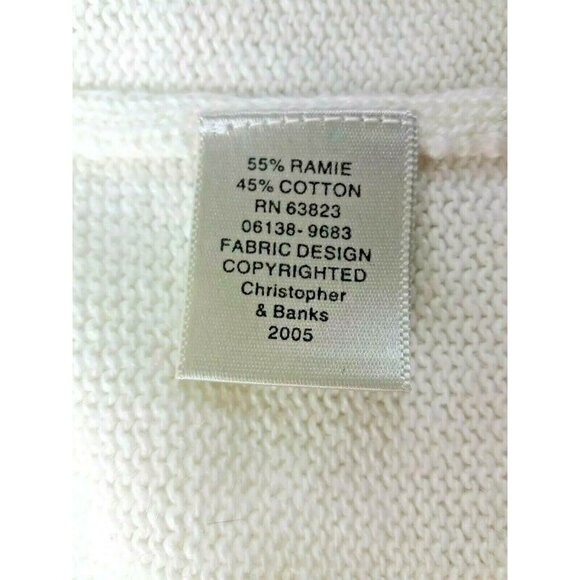 55% RAMIE
45% COTTON
RN 63823
06138-9683
FABRIC DESIGN
COPYRIGHTED
Christopher
& Banks
2005